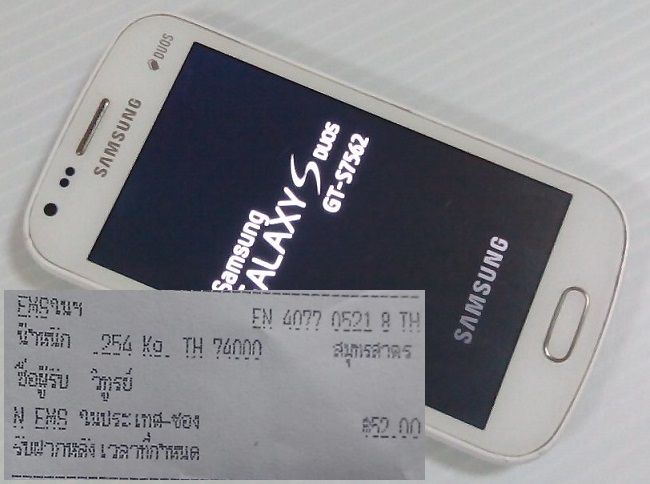 DUOS
SAMSUNG
Samsung
GALAXY S DUOS
GT-S7562
SAMSUNG
EMSในฯ
EN 4077 0521 8 TH
น้ำหนัก .254 Kg. TH 74000 สมุทรสาคร
ชื่อผู้รับ วิฑูรย์
N EMS ในประเทศ-ซอง ฿52.00
รับฝากหลังเวลาที่กำหนด